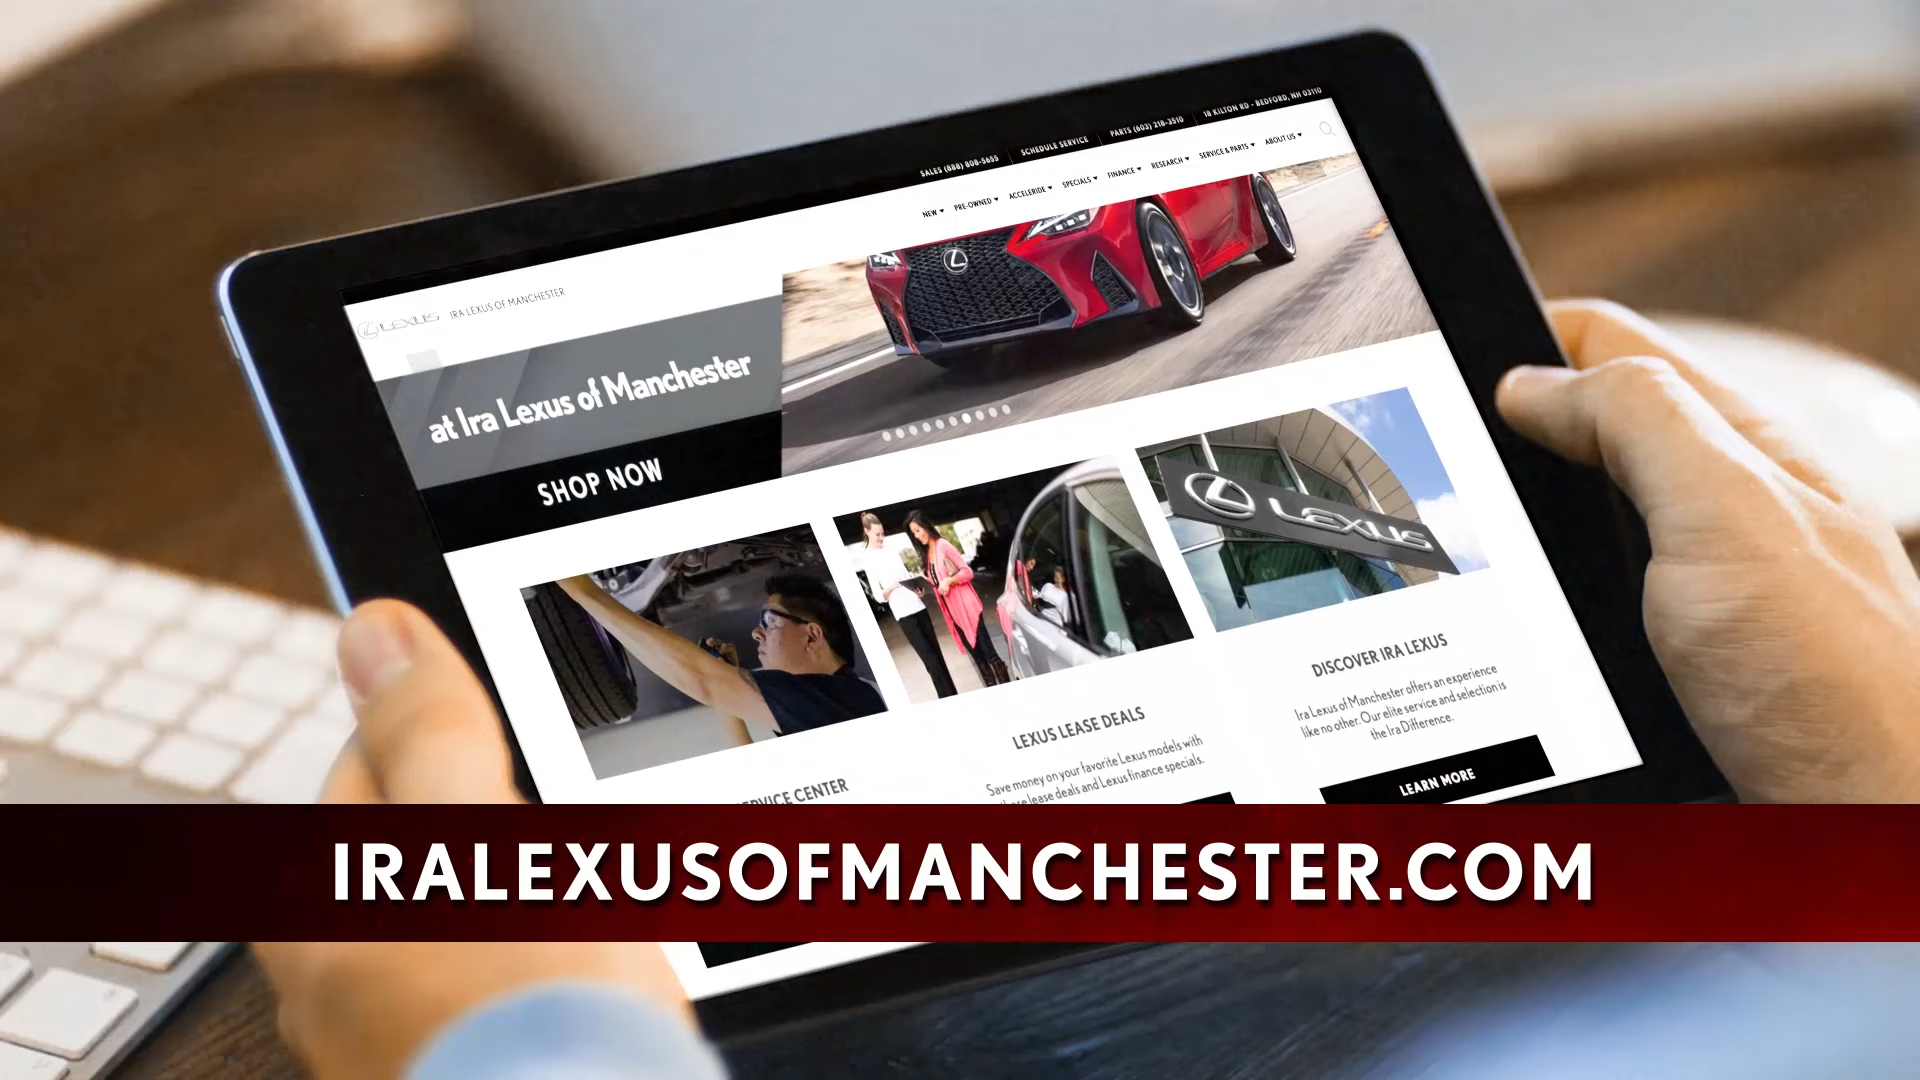 SALES (888) 808-5655
SCHEDULE SERVICE
PARTS (603) 218-3510
18 KILTON RD - BEDFORD, NH 03110
NEW
PRE-OWNED
ACCELERIDE
SPECIALS
FINANCE
RESEARCH
SERVICE & PARTS
ABOUT US
LEXUS IRA LEXUS OF MANCHESTER
at Ira Lexus of Manchester
SHOP NOW
LEXUS
SERVICE CENTER
LEXUS LEASE DEALS
Save money on your favorite Lexus models with
lease deals and Lexus finance specials.
DISCOVER IRA LEXUS
Ira Lexus of Manchester offers an experience
like no other. Our elite service and selection is
the Ira Difference.
LEARN MORE
IRALEXUSOFMANCHESTER.COM